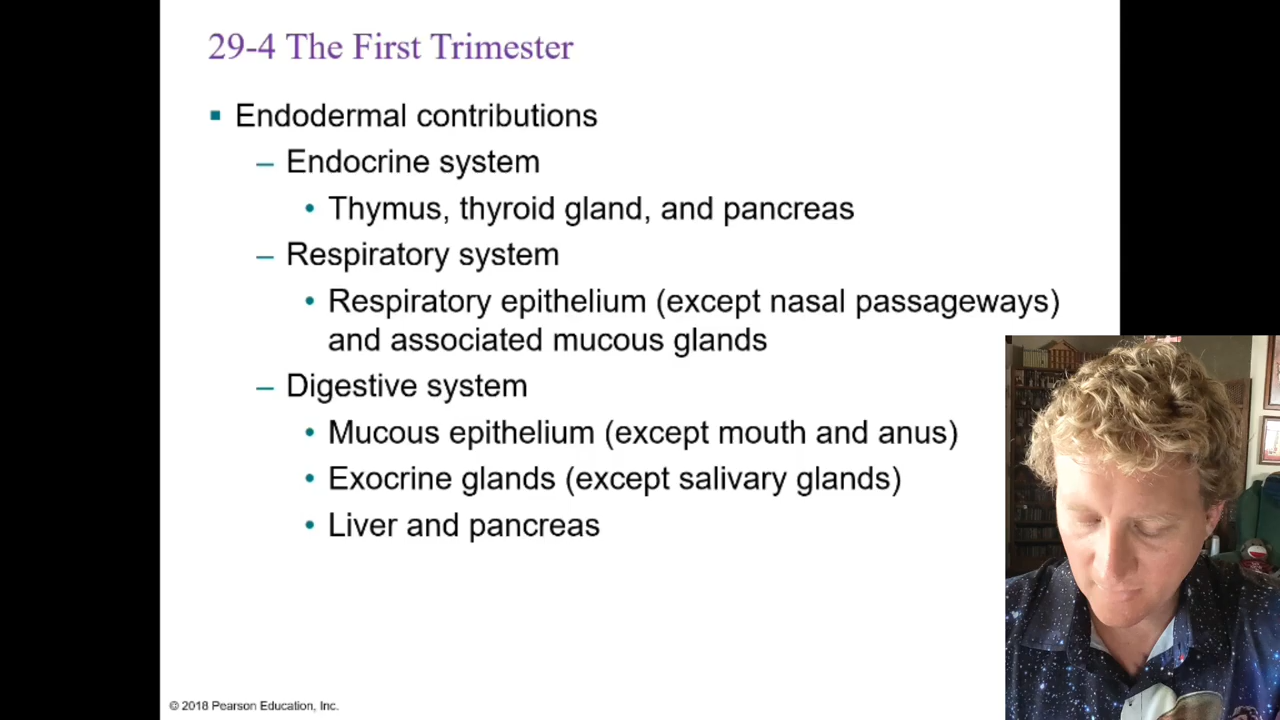 29-4 The First Trimester
▪ Endodermal contributions
– Endocrine system
• Thymus, thyroid gland, and pancreas
– Respiratory system
• Respiratory epithelium (except nasal passageways)
and associated mucous glands
– Digestive system
• Mucous epithelium (except mouth and anus)
• Exocrine glands (except salivary glands)
• Liver and pancreas
© 2018 Pearson Education, Inc.